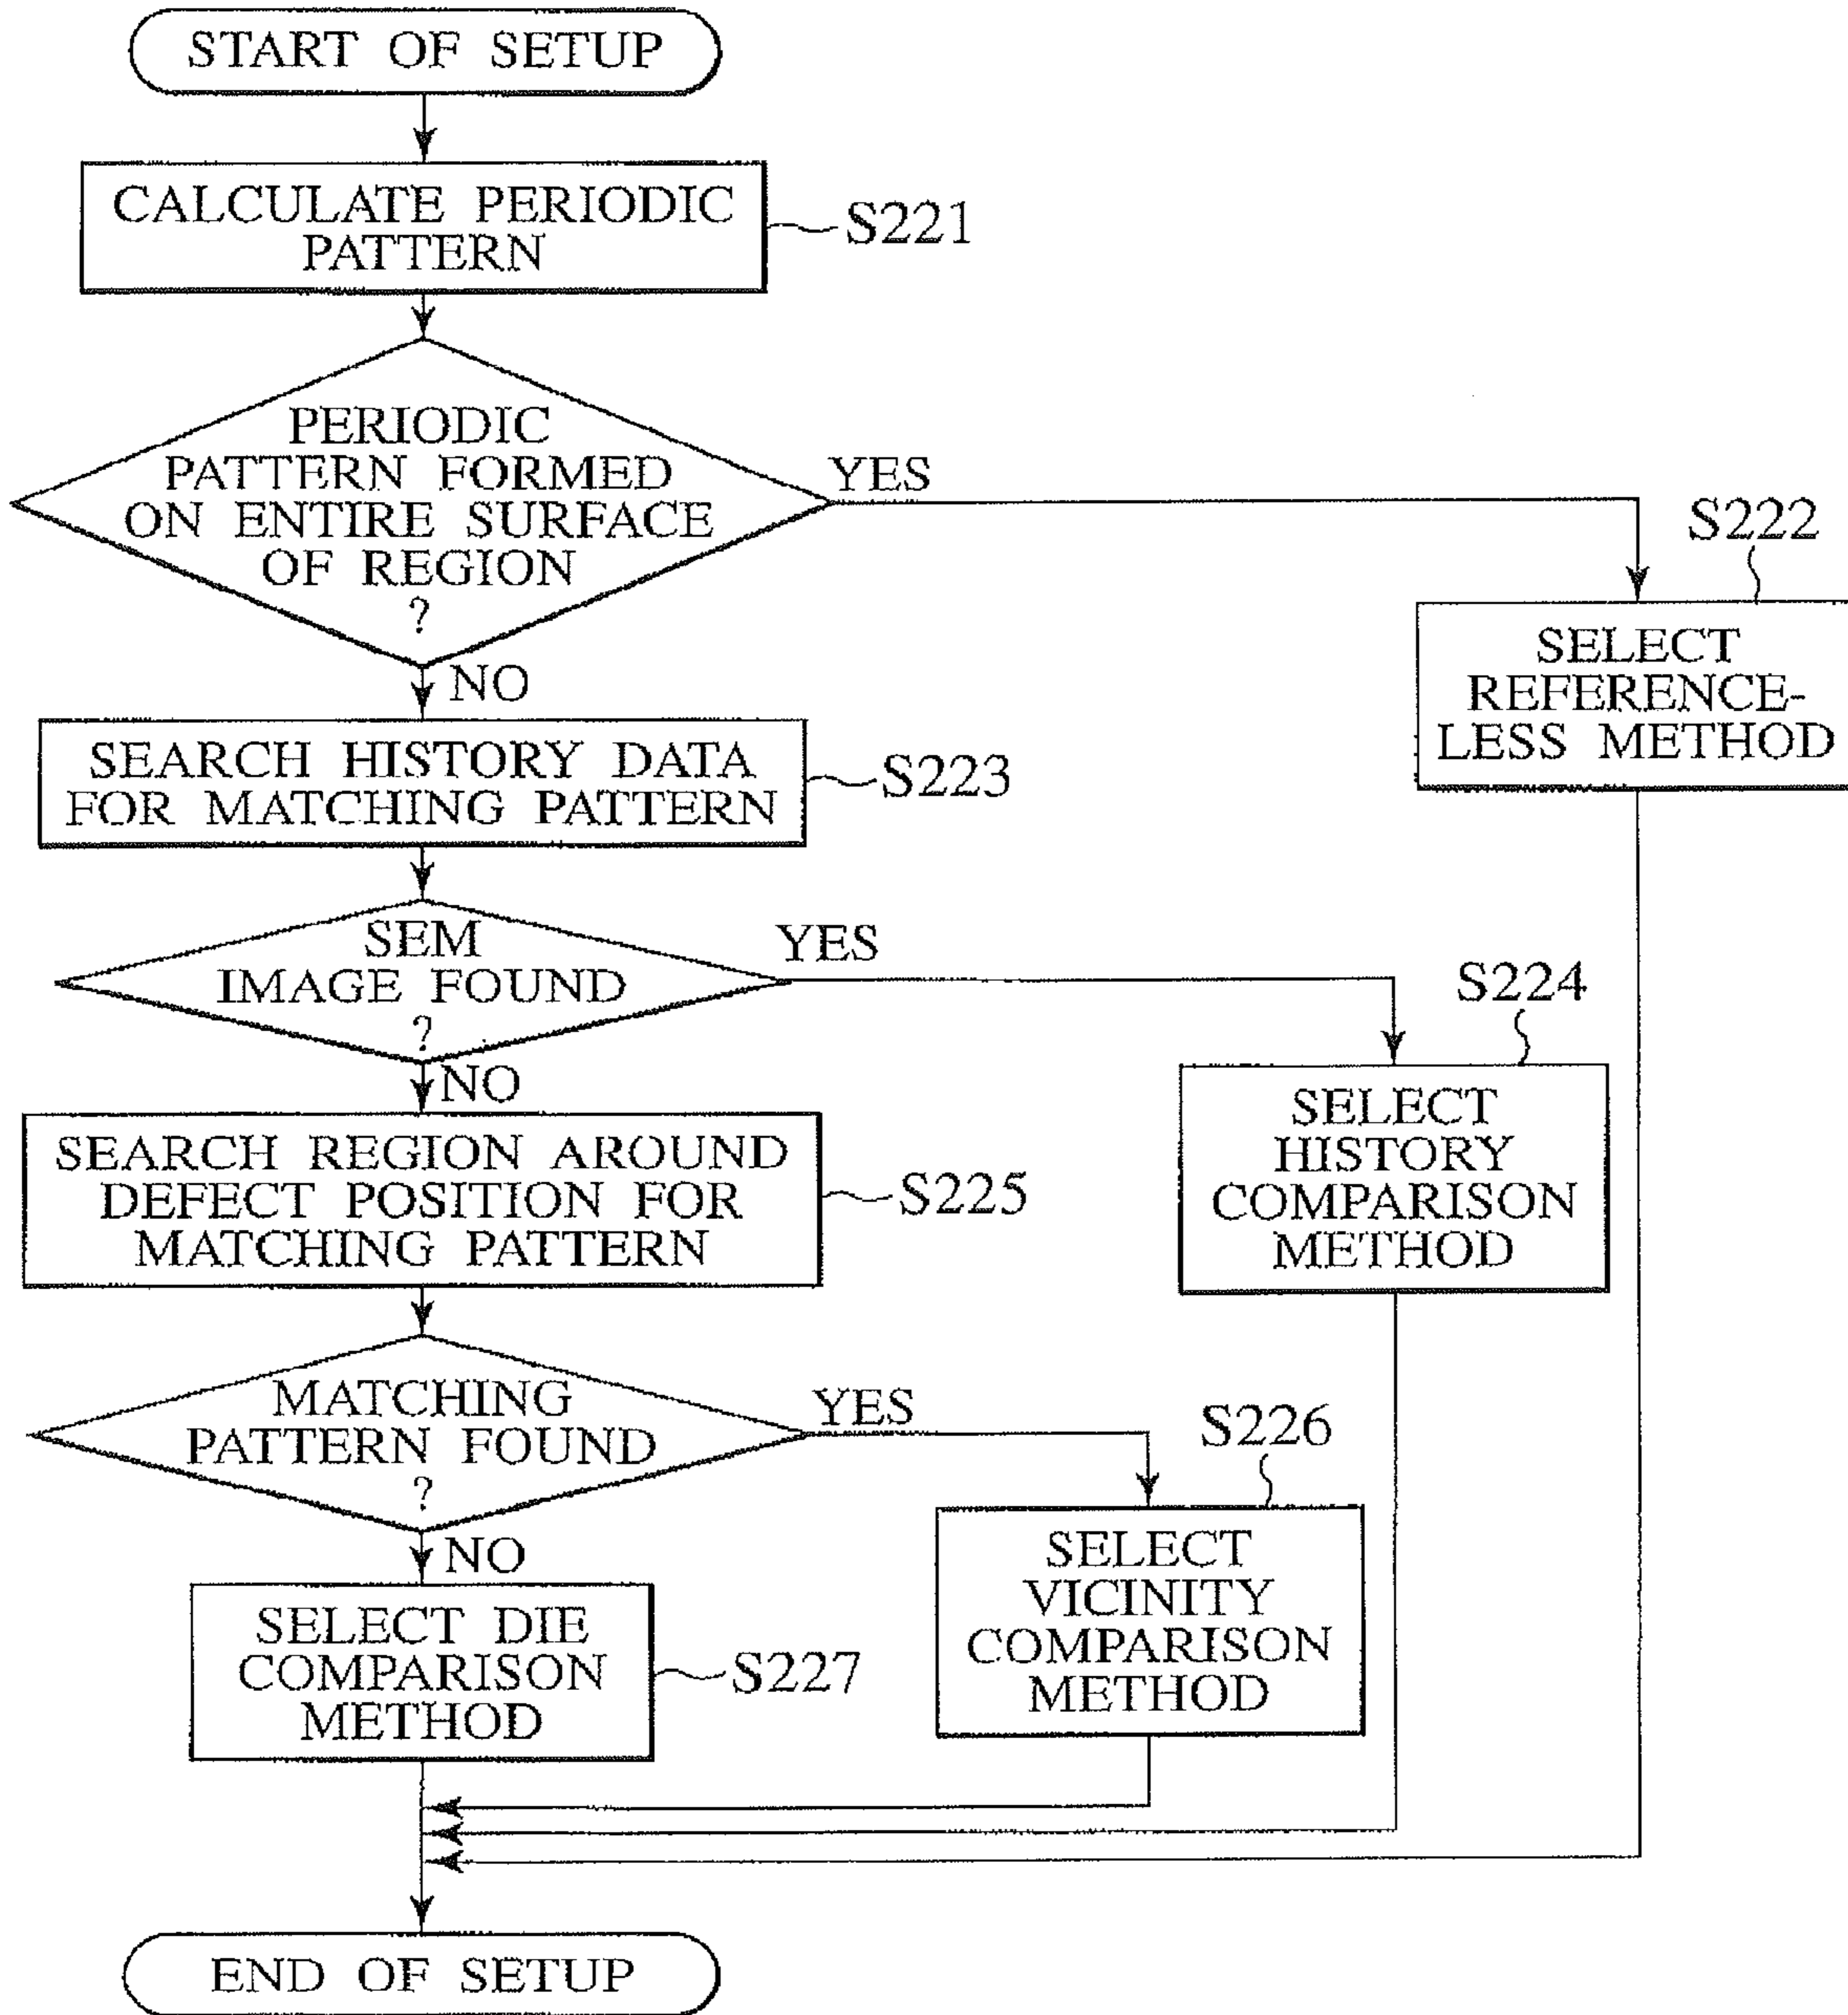 START OF SETUP
CALCULATE PERIODIC
PATTERN
S221
PERIODIC
PATTERN FORMED
ON ENTIRE SURFACE
OF REGION
?
YES
NO
S222
SELECT
REFERENCE-
LESS METHOD
SEARCH HISTORY DATA
FOR MATCHING PATTERN
S223
SEM
IMAGE FOUND
?
YES
NO
S224
SELECT
HISTORY
COMPARISON
METHOD
SEARCH REGION AROUND
DEFECT POSITION FOR
MATCHING PATTERN
S225
MATCHING
PATTERN FOUND
?
YES
NO
S226
SELECT
VICINITY
COMPARISON
METHOD
SELECT DIE
COMPARISON
METHOD
S227
END OF SETUP